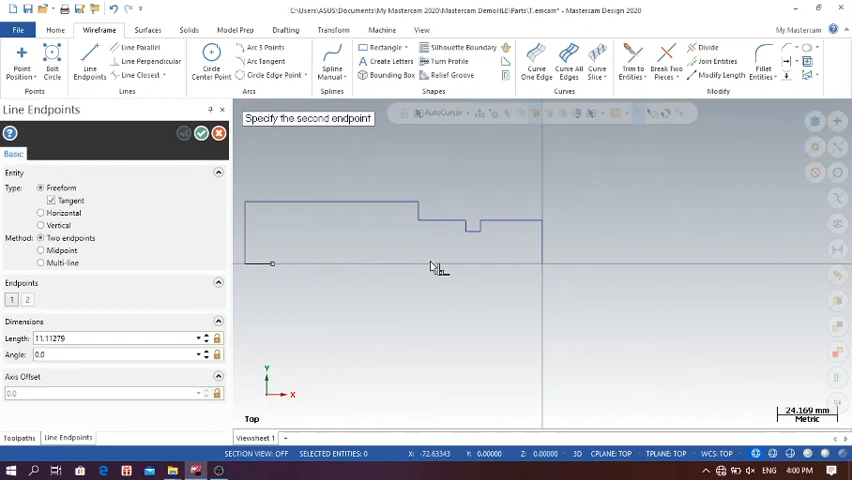 C:\Users\ASUS\Documents\My Mastercam 2020\Mastercam DemoHLE\Parts\T.emcam* - Mastercam Design 2020
File Home Wireframe Surfaces Solids Model Prep Drafting Transform Machine View My Mastercam
Point Position Bolt Circle
Points
Line Endpoints Line Parallel Line Perpendicular Line Closest
Lines
Circle Center Point Arc 3 Points Arc Tangent Circle Edge Point
Arcs
Spline Manual
Splines
Rectangle Create Letters Bounding Box Silhouette Boundary Turn Profile Relief Groove
Shapes
Curve One Edge Curve All Edges Curve Slice
Curves
Trim to Entities Break Two Pieces Divide Join Entities Modify Length Fillet Entities
Modify
Line Endpoints
Basic
Entity
Type: Freeform
Tangent
Horizontal
Vertical
Method: Two endpoints
Midpoint
Multi-line
Endpoints
1 2
Dimensions
Length: 11.11279
Angle: 0.0
Axis Offset
0.0
Toolpaths Line Endpoints
Specify the second endpoint
AutoCursor
Y
X
Top
24.169 mm
Metric
Viewsheet 1 +
SECTION VIEW: OFF SELECTED ENTITIES: 0 X: -72.63343 Y: 0.00000 Z: 0.00000 3D CPLANE: TOP TPLANE: TOP WCS: TOP
ENG 4:00 PM